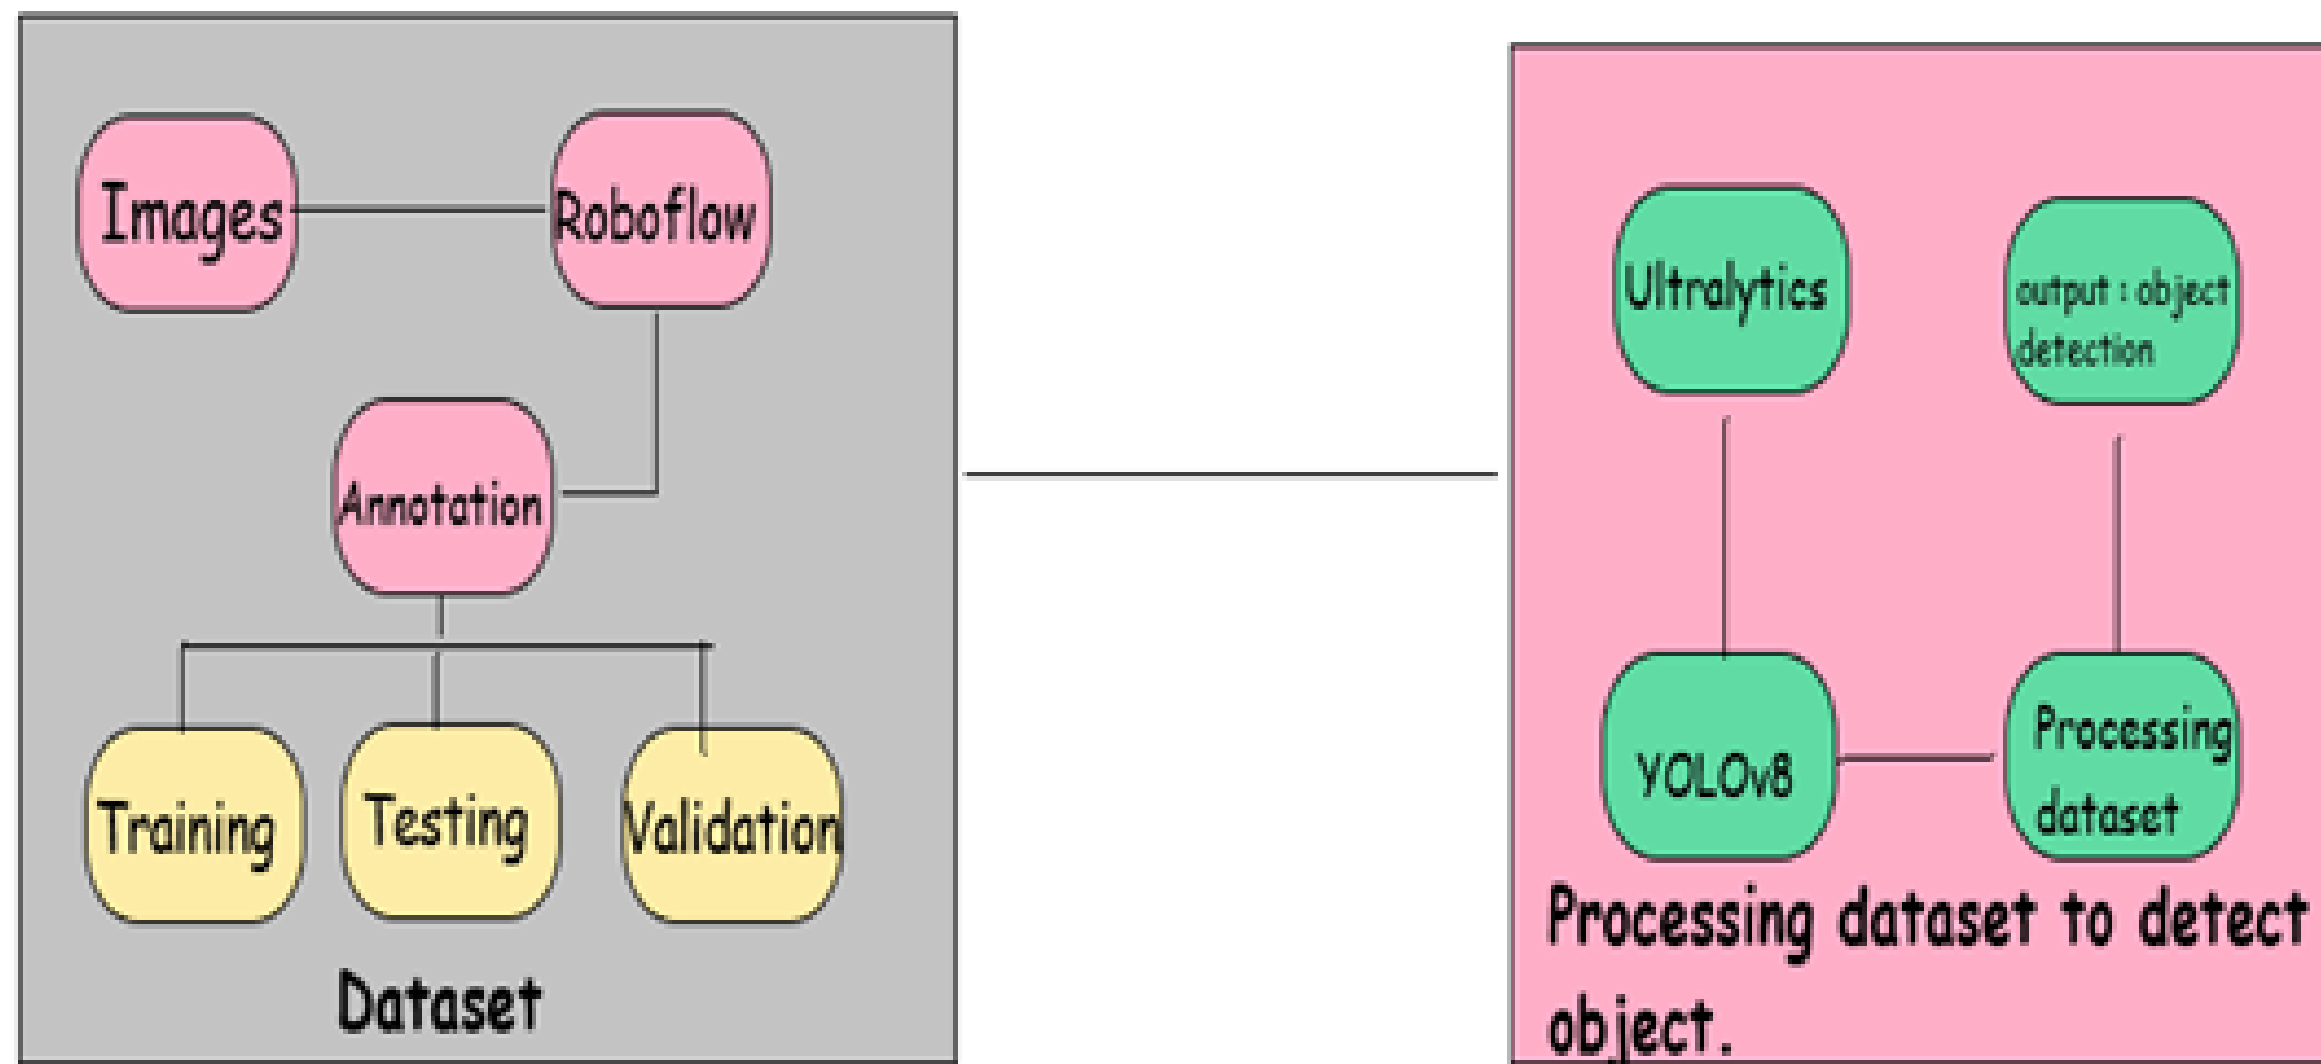 Images
Roboflow
Annotation
Training
Testing
Validation
Dataset
Ultralytics
output : object
detection
YOLOv8
Processing
dataset
Processing dataset to detect
object.